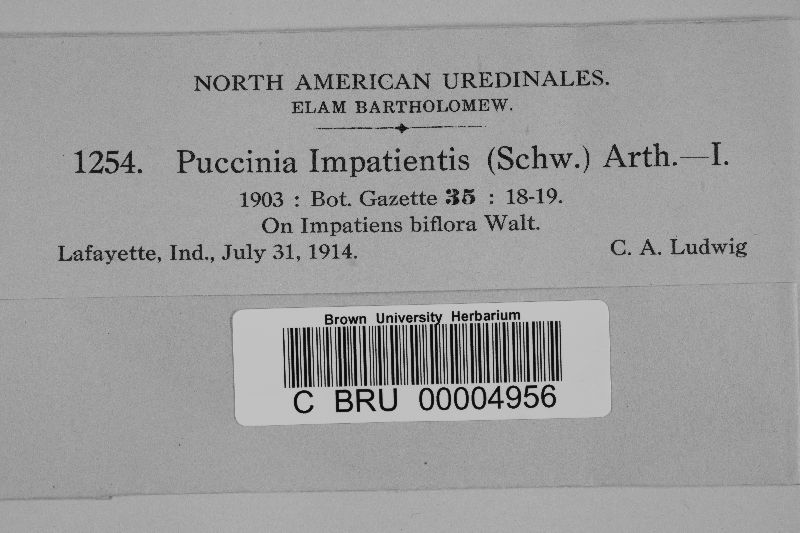 NORTH AMERICAN UREDINALES.
ELAM BARTHOLOMEW.
1254. Puccinia Impatientis (Schw.) Arth.—I.
1903 : Bot. Gazette 35 : 18-19.
On Impatiens biflora Walt.
Lafayette, Ind., July 31, 1914. C. A. Ludwig
Brown University Herbarium
C BRU 00004956